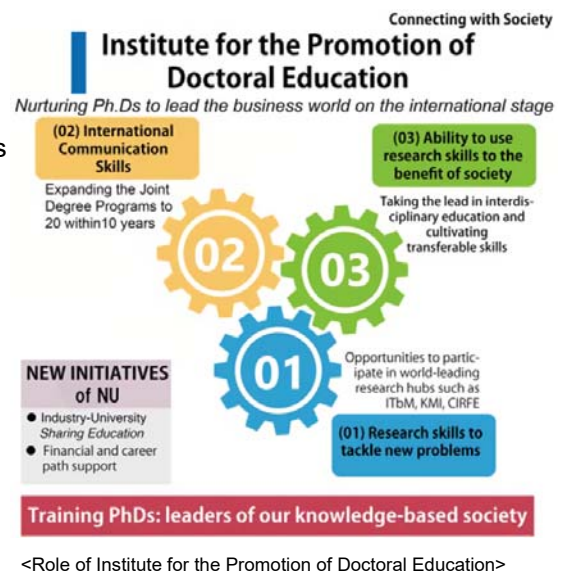 Connecting with Society
Institute for the Promotion of
Doctoral Education
Nurturing Ph.Ds to lead the business world on the international stage
s
(02) International
Communication
Skills
Expanding the Joint
Degree Programs to
20 within10 years
(03) Ability to use
research skills to the
benefit of society
Taking the lead in interdis-
ciplinary education and
cultivating
transferable skills
02
03
01
Opportunities to partic-
ipate in world-leading
research hubs such as
ITbM, KMI, CIRFE
(01) Research skills to
tackle new problems
NEW INITIATIVES
of NU
● Industry-University
Sharing Education
● Financial and career
path support
Training PhDs: leaders of our knowledge-based society
<Role of Institute for the Promotion of Doctoral Education>